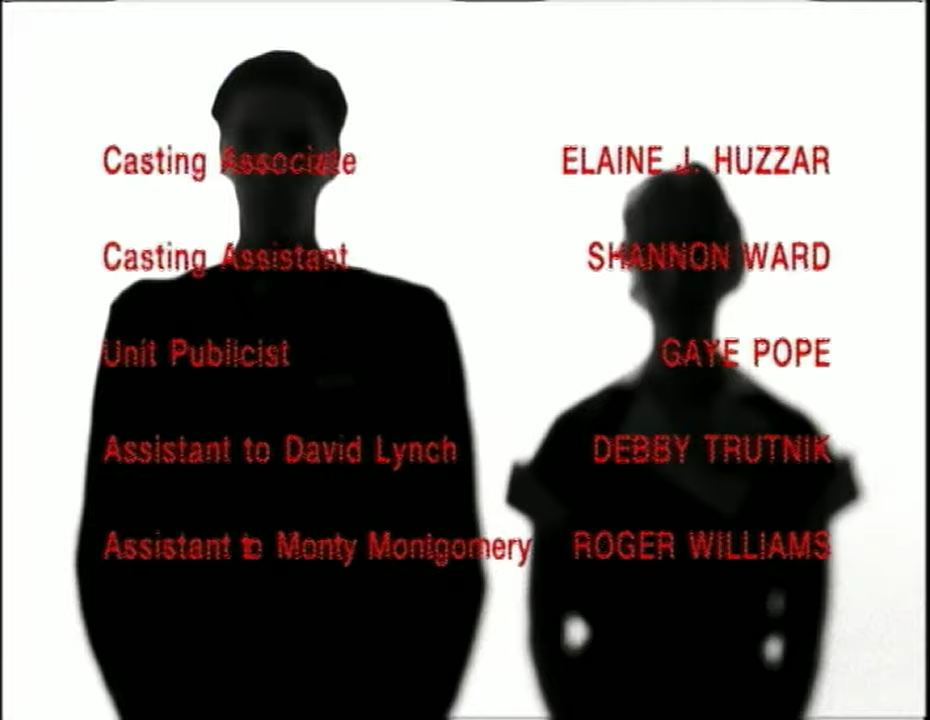 Casting Associate ELAINE J. HUZZAR
Casting Assistant SHANNON WARD
Unit Publicist GAYE POPE
Assistant to David Lynch DEBBY TRUTNIK
Assistant to Monty Montgomery ROGER WILLIAMS